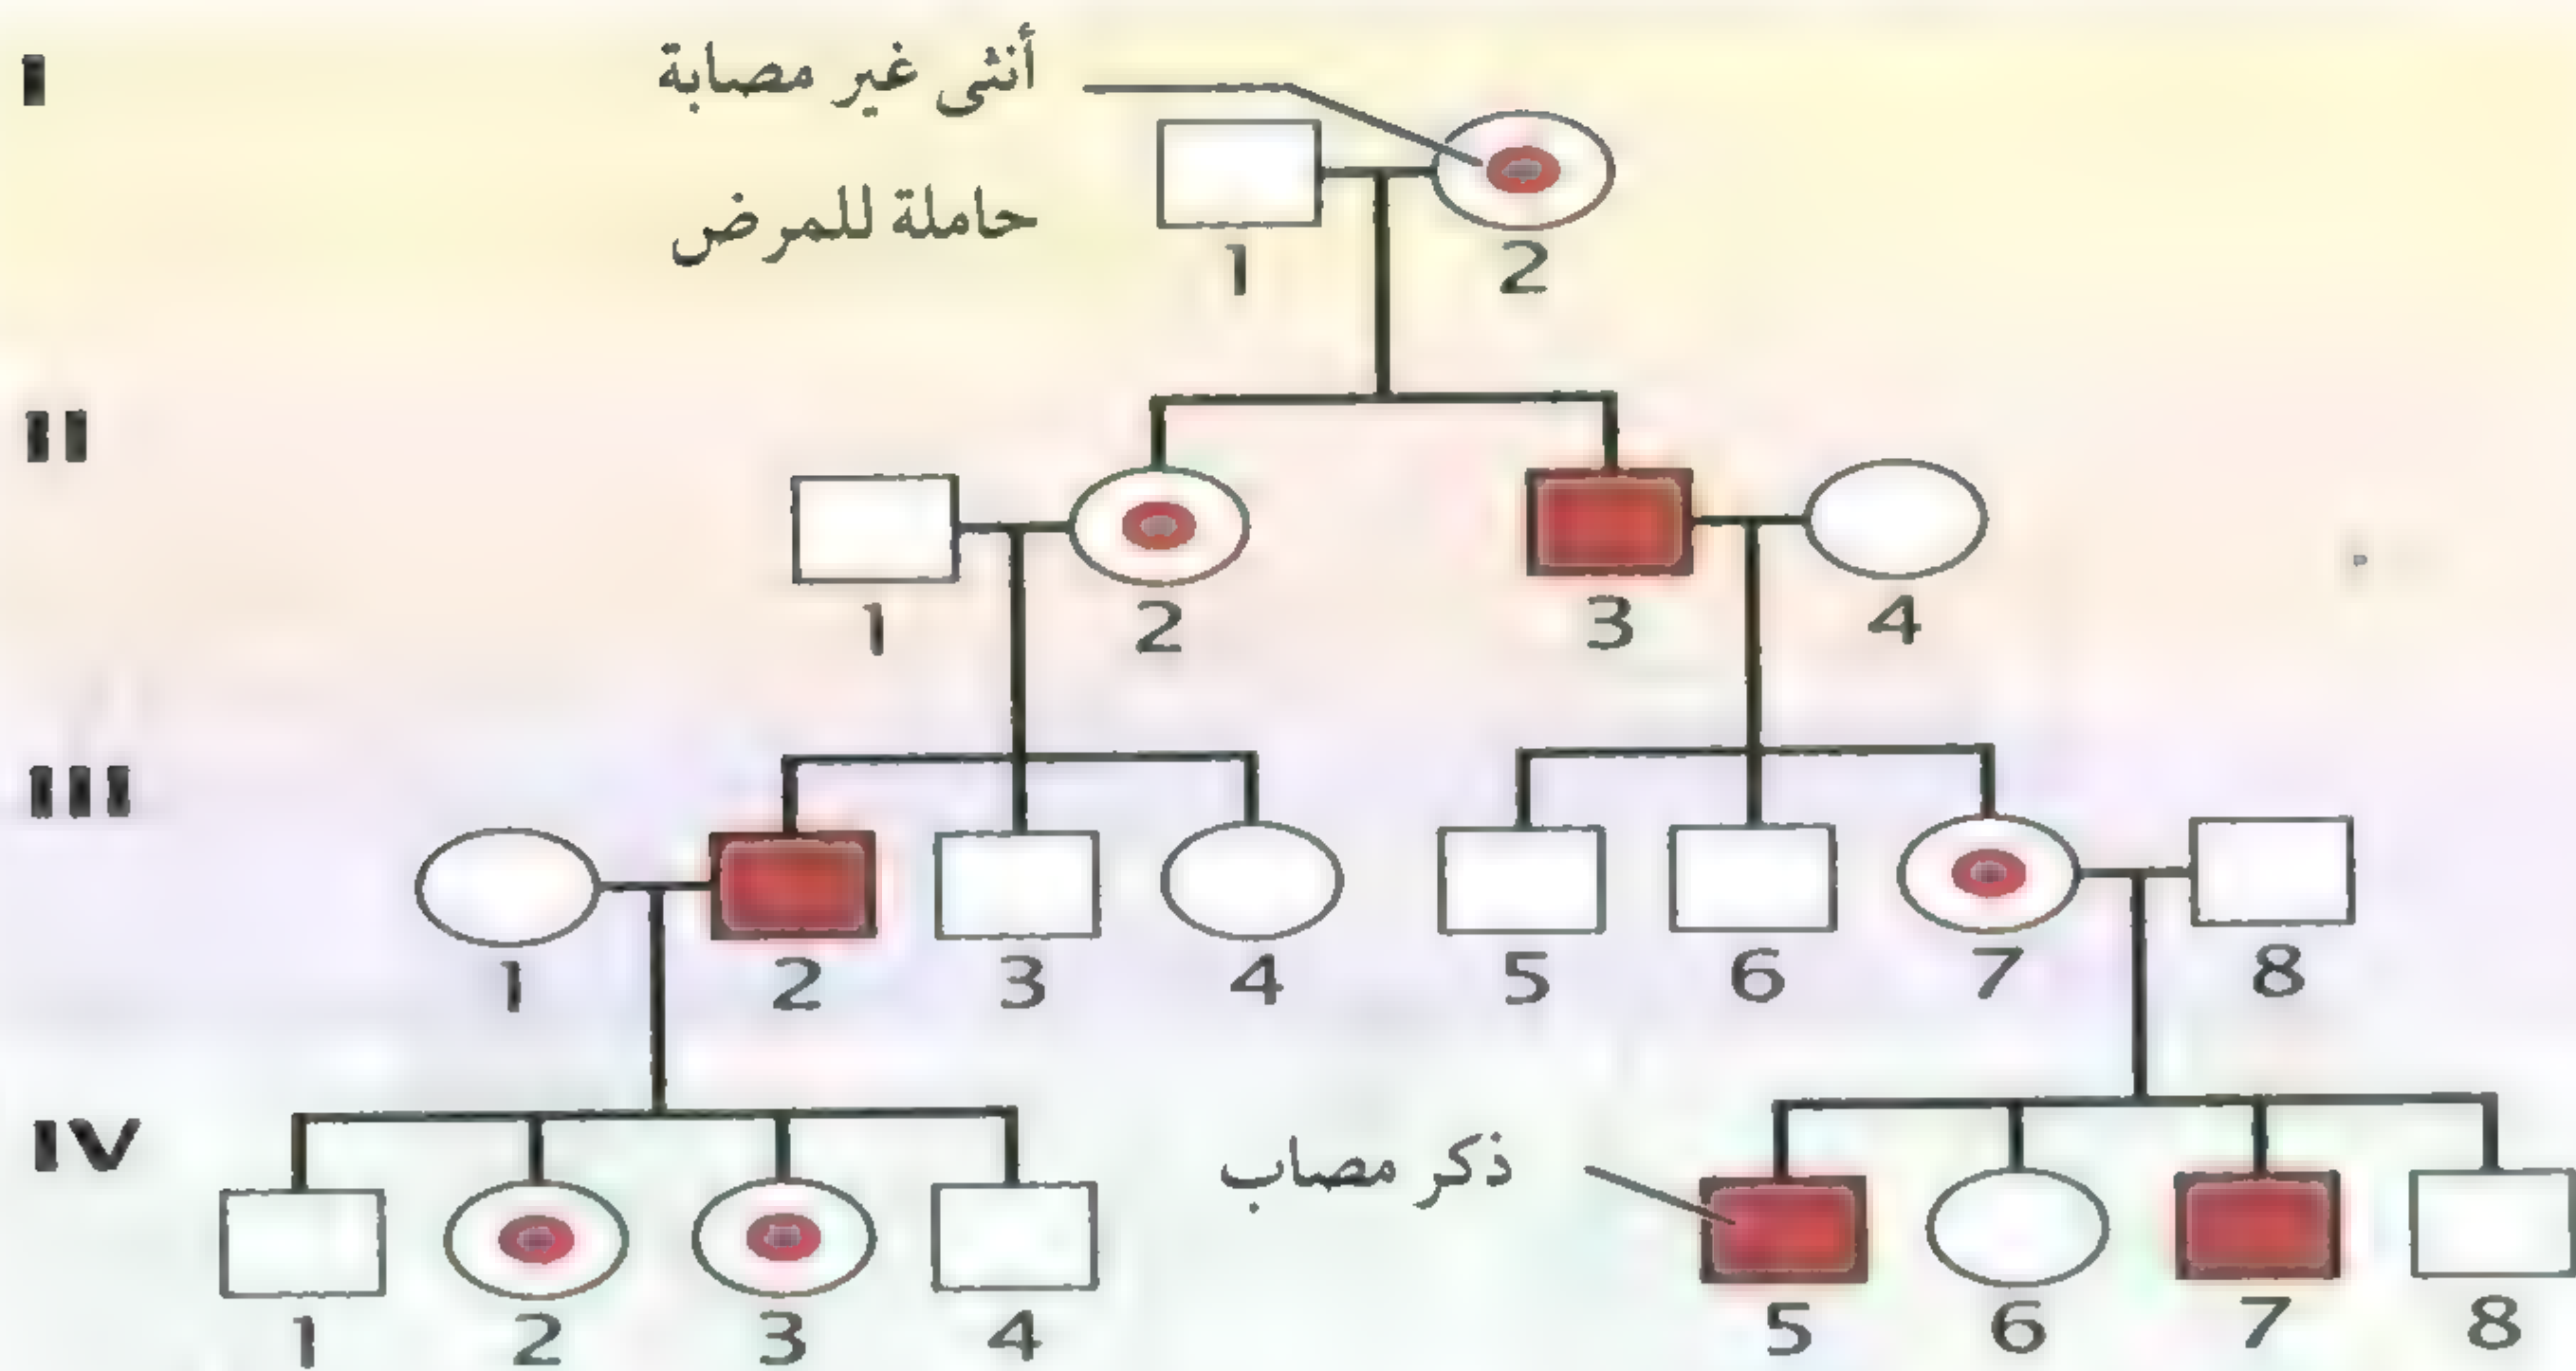 I
أنثى غير مصابة
حاملة للمرض
1 2
II
1 2 3 4
III
1 2 3 4 5 6 7 8
IV
ذكر مصاب
1 2 3 4 5 6 7 8